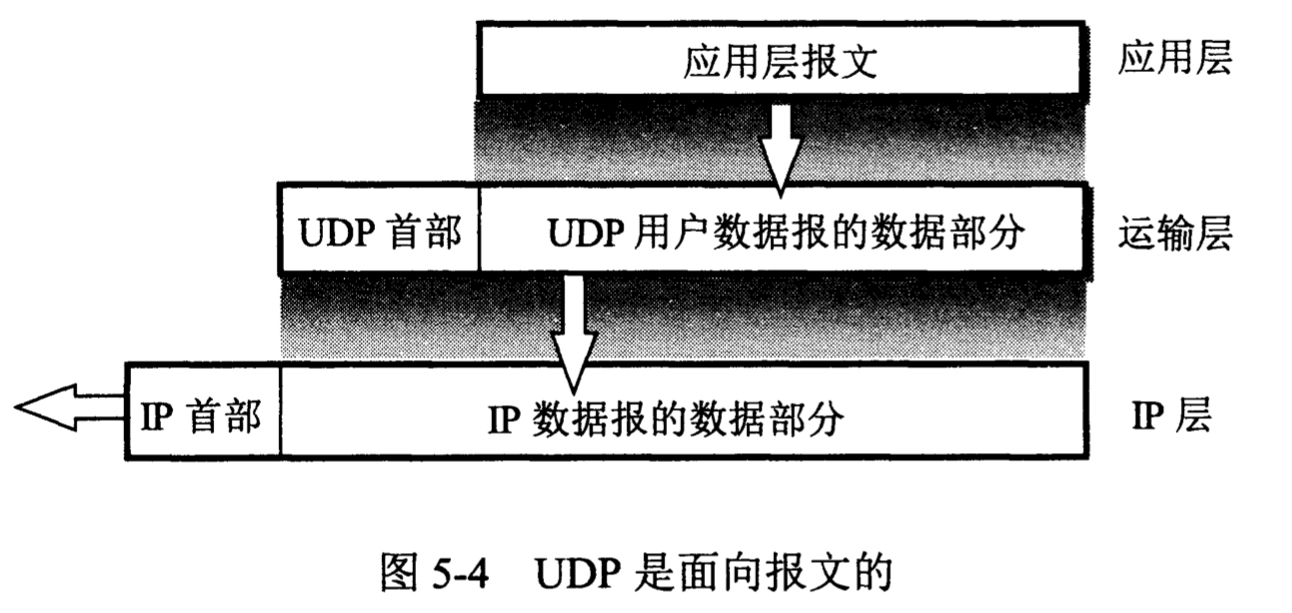 应用层报文 应用层
UDP 首部 UDP 用户数据报的数据部分 运输层
IP 首部 IP 数据报的数据部分 IP 层
图 5-4 UDP 是面向报文的